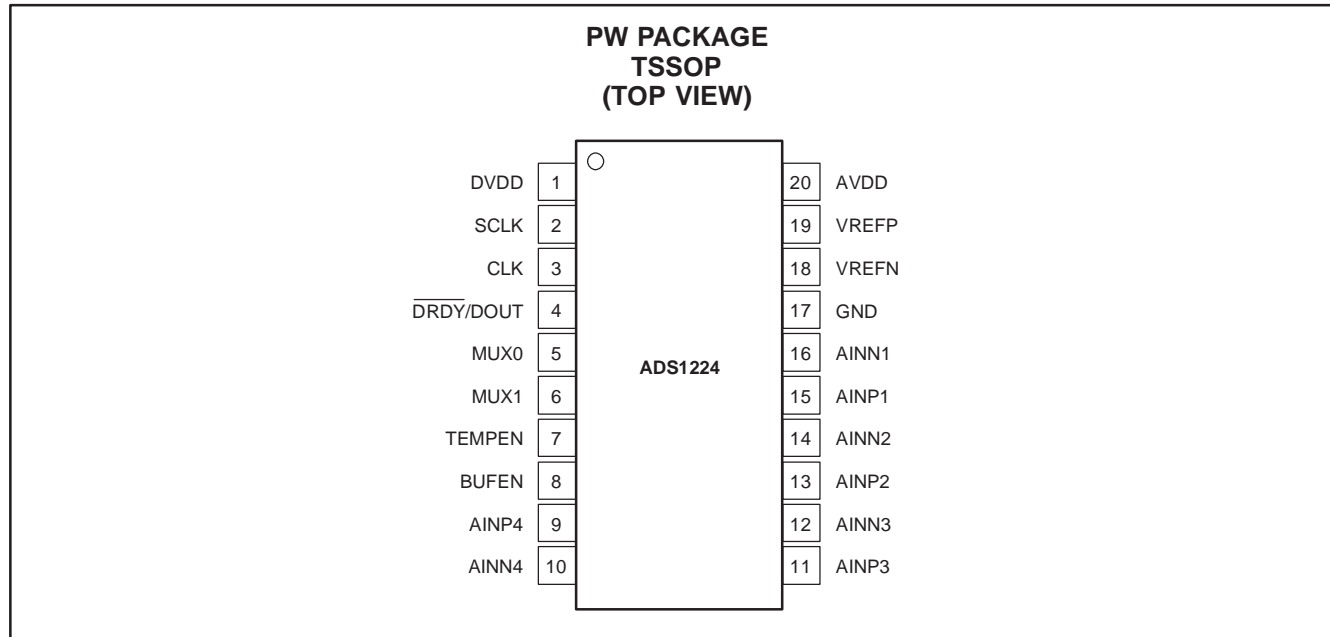 PW PACKAGE
TSSOP
(TOP VIEW)
DVDD 1 20 AVDD
SCLK 2 19 VREFP
CLK 3 18 VREFN
D̅R̅D̅Y̅/DOUT 4 17 GND
MUX0 5 16 AINN1
ADS1224
MUX1 6 15 AINP1
TEMPEN 7 14 AINN2
BUFEN 8 13 AINP2
AINP4 9 12 AINN3
AINN4 10 11 AINP3